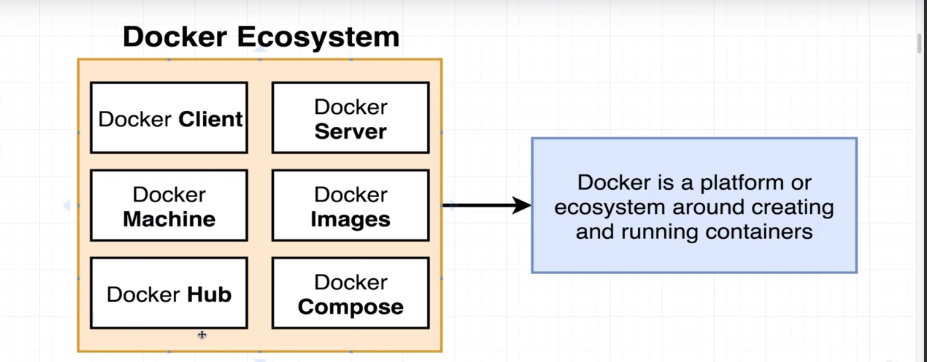 Docker Ecosystem
Docker Client
Docker
Server
Docker
Machine
Docker
Images
Docker Hub
Docker
Compose
Docker is a platform or
ecosystem around creating
and running containers